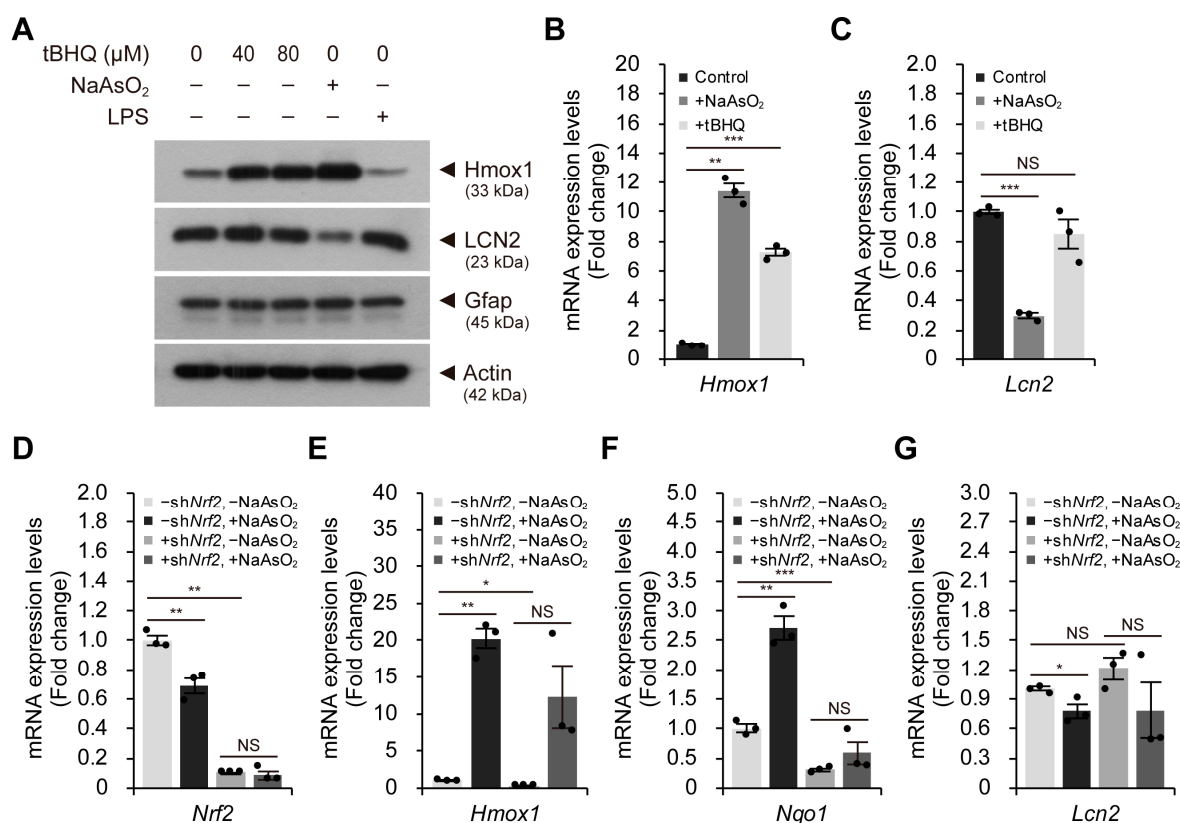 A
tBHQ (μM) 0 40 80 0 0
NaAsO₂ – – – + –
LPS – – – – +
Hmox1
(33 kDa)
LCN2
(23 kDa)
Gfap
(45 kDa)
Actin
(42 kDa)
B
mRNA expression levels
(Fold change)
20
18
16
14
12
10
8
6
4
2
0
Control
+NaAsO₂
+tBHQ
***
**
Hmox1
C
mRNA expression levels
(Fold change)
2.0
1.8
1.6
1.4
1.2
1.0
0.8
0.6
0.4
0.2
0
Control
+NaAsO₂
+tBHQ
NS
***
Lcn2
D
mRNA expression levels
(Fold change)
2.0
1.8
1.6
1.4
1.2
1.0
0.8
0.6
0.4
0.2
0
–shNrf2, –NaAsO₂
–shNrf2, +NaAsO₂
+shNrf2, –NaAsO₂
+shNrf2, +NaAsO₂
**
**
NS
Nrf2
E
mRNA expression levels
(Fold change)
40
35
30
25
20
15
10
5
0
–shNrf2, –NaAsO₂
–shNrf2, +NaAsO₂
+shNrf2, –NaAsO₂
+shNrf2, +NaAsO₂
*
**
NS
Hmox1
F
mRNA expression levels
(Fold change)
5.0
4.5
4.0
3.5
3.0
2.5
2.0
1.5
1.0
0.5
0
–shNrf2, –NaAsO₂
–shNrf2, +NaAsO₂
+shNrf2, –NaAsO₂
+shNrf2, +NaAsO₂
***
**
NS
Nqo1
G
mRNA expression levels
(Fold change)
3.0
2.7
2.4
2.1
1.8
1.5
1.2
0.9
0.6
0.3
0
–shNrf2, –NaAsO₂
–shNrf2, +NaAsO₂
+shNrf2, –NaAsO₂
+shNrf2, +NaAsO₂
NS
NS
*
Lcn2